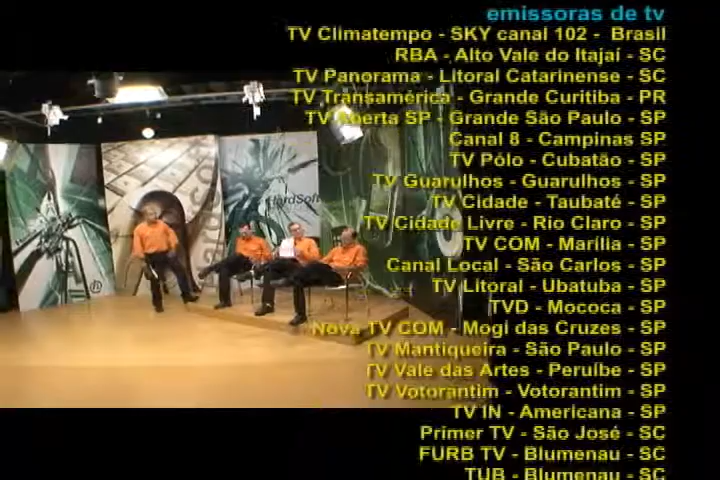 emissoras de tv
TV Climatempo - SKY canal 102 - Brasil
RBA - Alto Vale do Itajaí - SC
TV Panorama - Litoral Catarinense - SC
TV Transamérica - Grande Curitiba - PR
TV Aberta SP - Grande São Paulo - SP
Canal 8 - Campinas SP
TV Pólo - Cubatão - SP
TV Guarulhos - Guarulhos - SP
TV Cidade - Taubaté - SP
HardSoft
TV Cidade Livre - Rio Claro - SP
TV COM - Marília - SP
Canal Local - São Carlos - SP
TV Litoral - Ubatuba - SP
TVD - Mococa - SP
Nova TV COM - Mogi das Cruzes - SP
TV Mantiqueira - São Paulo - SP
TV Vale das Artes - Peruíbe - SP
TV Votorantim - Votorantim - SP
TV IN - Americana - SP
Primer TV - São José - SC
FURB TV - Blumenau - SC
TUB - Blumenau - SC